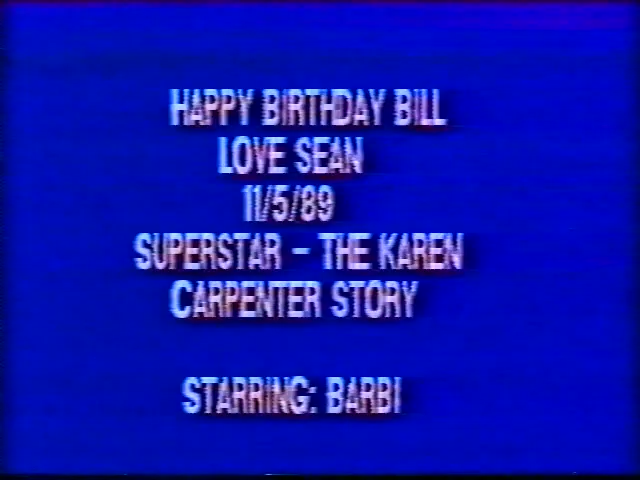 HAPPY BIRTHDAY BILL
LOVE SEAN
11/5/89
SUPERSTAR - THE KAREN
CARPENTER STORY
STARRING: BARBI